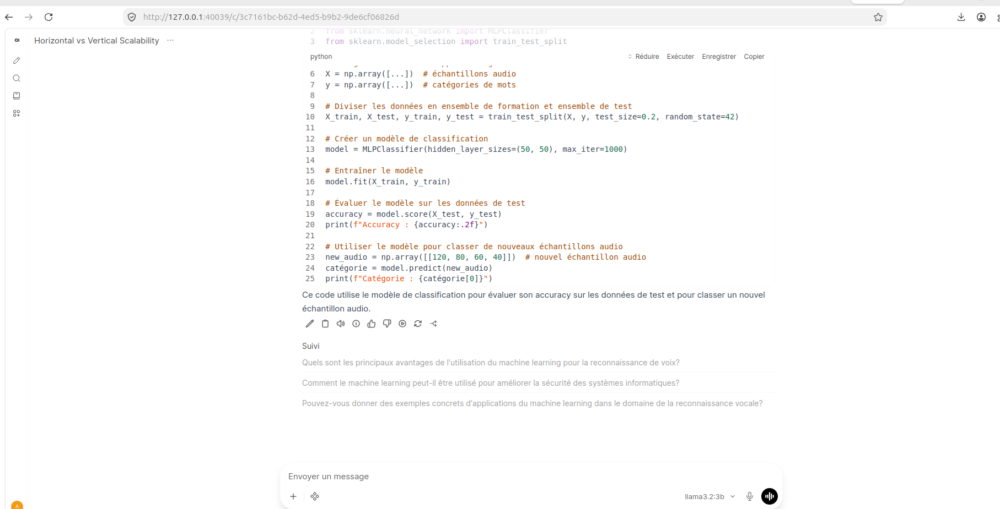 http://127.0.0.1:40039/c/3c7161bc-b62d-4ed5-b9b2-9de6cf06826d
OI
Horizontal vs Vertical Scalability ...
2 from sklearn.neural_network import MLPClassifier
3 from sklearn.model_selection import train_test_split
python Réduire Exécuter Enregistrer Copier
6 X = np.array([...])  # échantillons audio
7 y = np.array([...])  # catégories de mots
8
9 # Diviser les données en ensemble de formation et ensemble de test
10 X_train, X_test, y_train, y_test = train_test_split(X, y, test_size=0.2, random_state=42)
11
12 # Créer un modèle de classification
13 model = MLPClassifier(hidden_layer_sizes=(50, 50), max_iter=1000)
14
15 # Entraîner le modèle
16 model.fit(X_train, y_train)
17
18 # Évaluer le modèle sur les données de test
19 accuracy = model.score(X_test, y_test)
20 print(f"Accuracy : {accuracy:.2f}")
21
22 # Utiliser le modèle pour classer de nouveaux échantillons audio
23 new_audio = np.array([[120, 80, 60, 40]])  # nouvel échantillon audio
24 catégorie = model.predict(new_audio)
25 print(f"Catégorie : {catégorie[0]}")
Ce code utilise le modèle de classification pour évaluer son accuracy sur les données de test et pour classer un nouvel
échantillon audio.
Suivi
Quels sont les principaux avantages de l'utilisation du machine learning pour la reconnaissance de voix?
Comment le machine learning peut-il être utilisé pour améliorer la sécurité des systèmes informatiques?
Pouvez-vous donner des exemples concrets d'applications du machine learning dans le domaine de la reconnaissance vocale?
Envoyer un message
llama3.2:3b
A